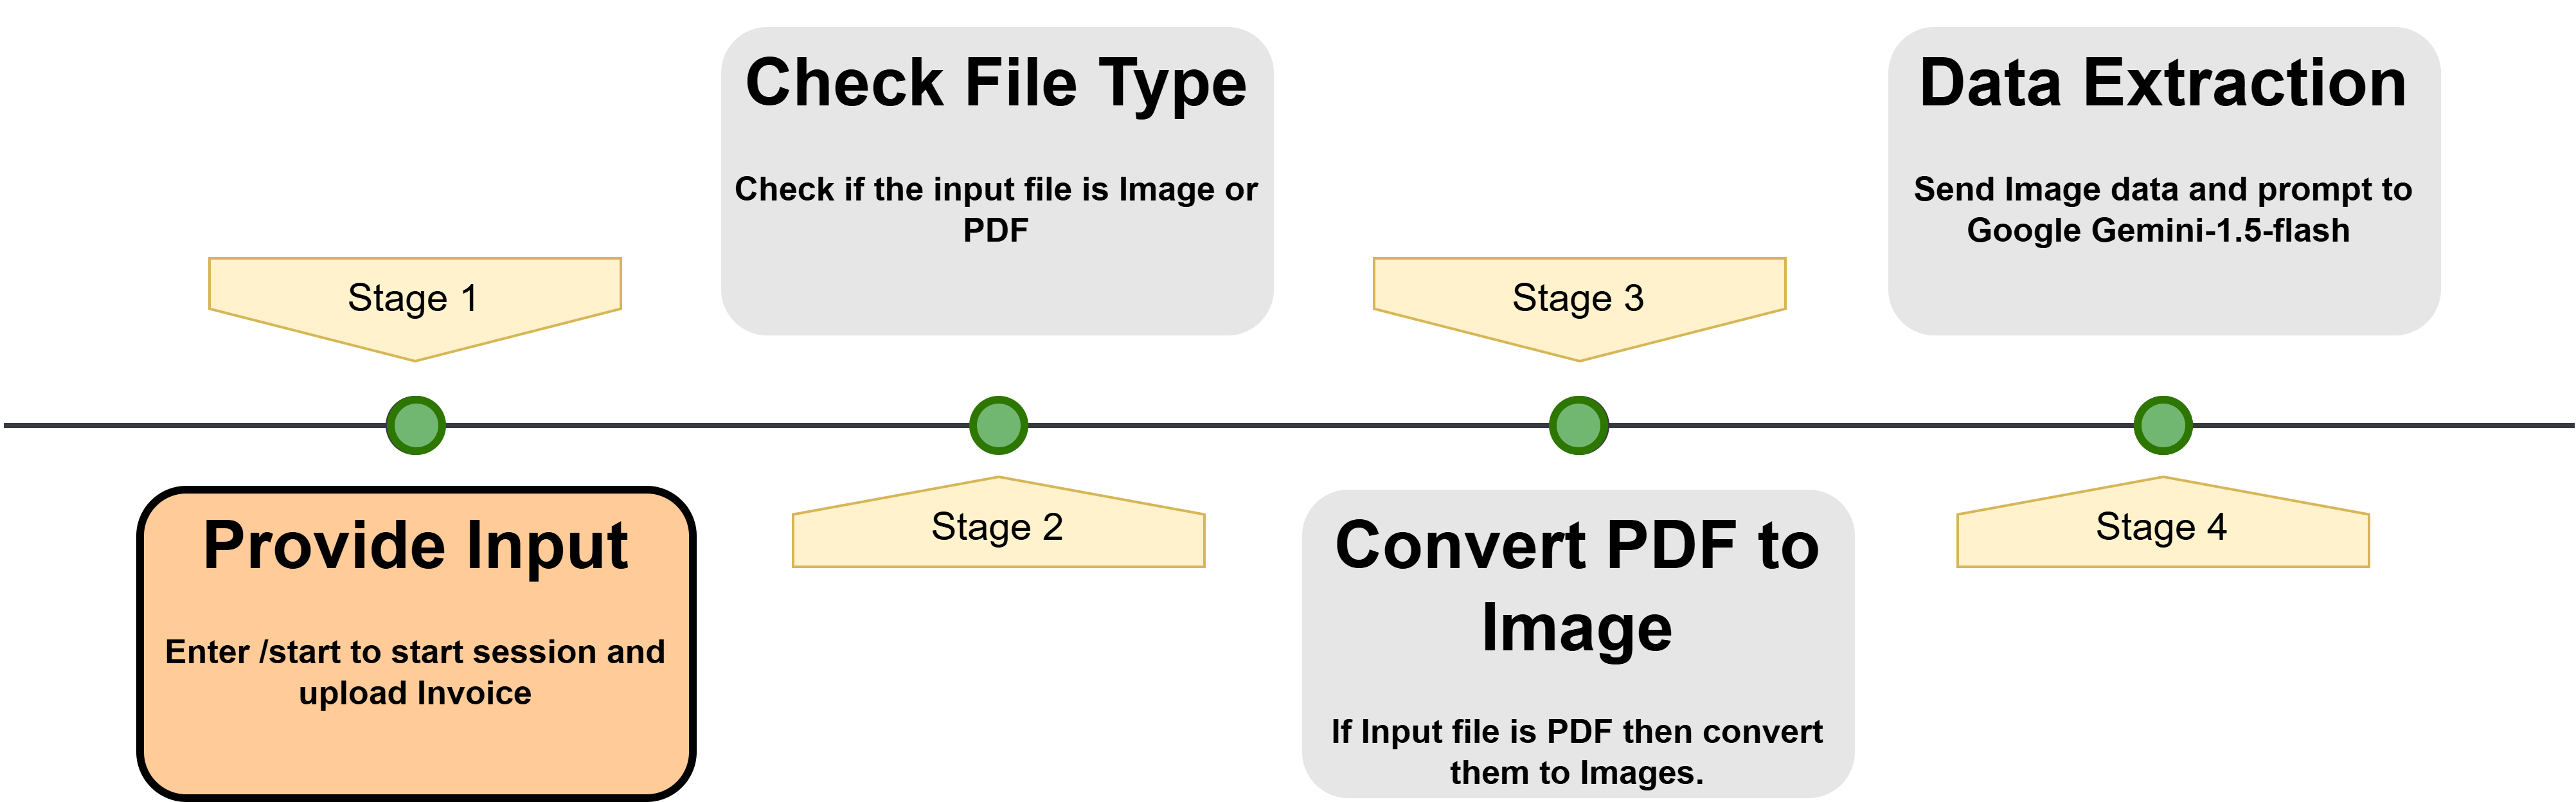 Stage 1
Provide Input
Enter /start to start session and
upload Invoice
Check File Type
Check if the input file is Image or
PDF
Stage 2
Stage 3
Convert PDF to
Image
If Input file is PDF then convert
them to Images.
Data Extraction
Send Image data and prompt to
Google Gemini-1.5-flash
Stage 4